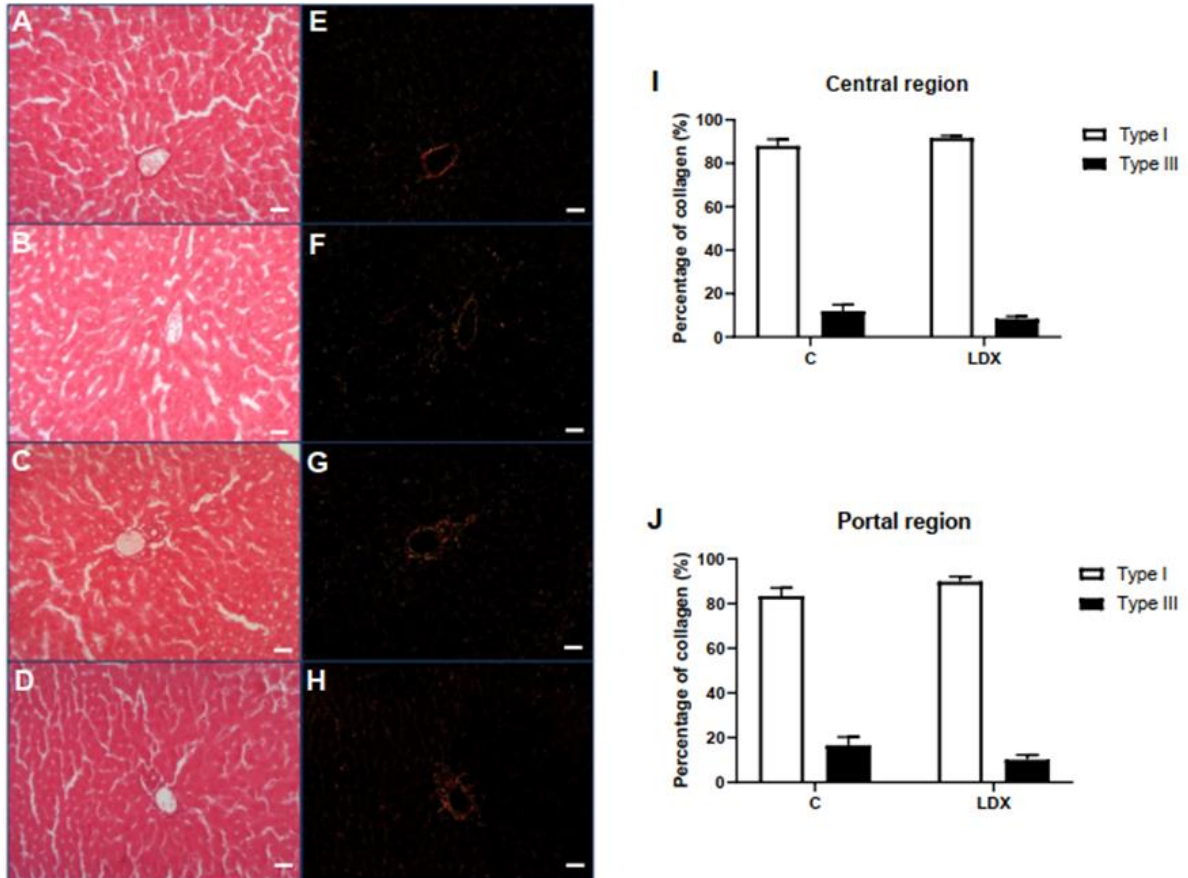 A
E
B
F
C
G
D
H
I
Central region
Percentage of collagen (%)
100
80
60
40
20
0
C
LDX
Type I
Type III
J
Portal region
Percentage of collagen (%)
100
80
60
40
20
0
C
LDX
Type I
Type III